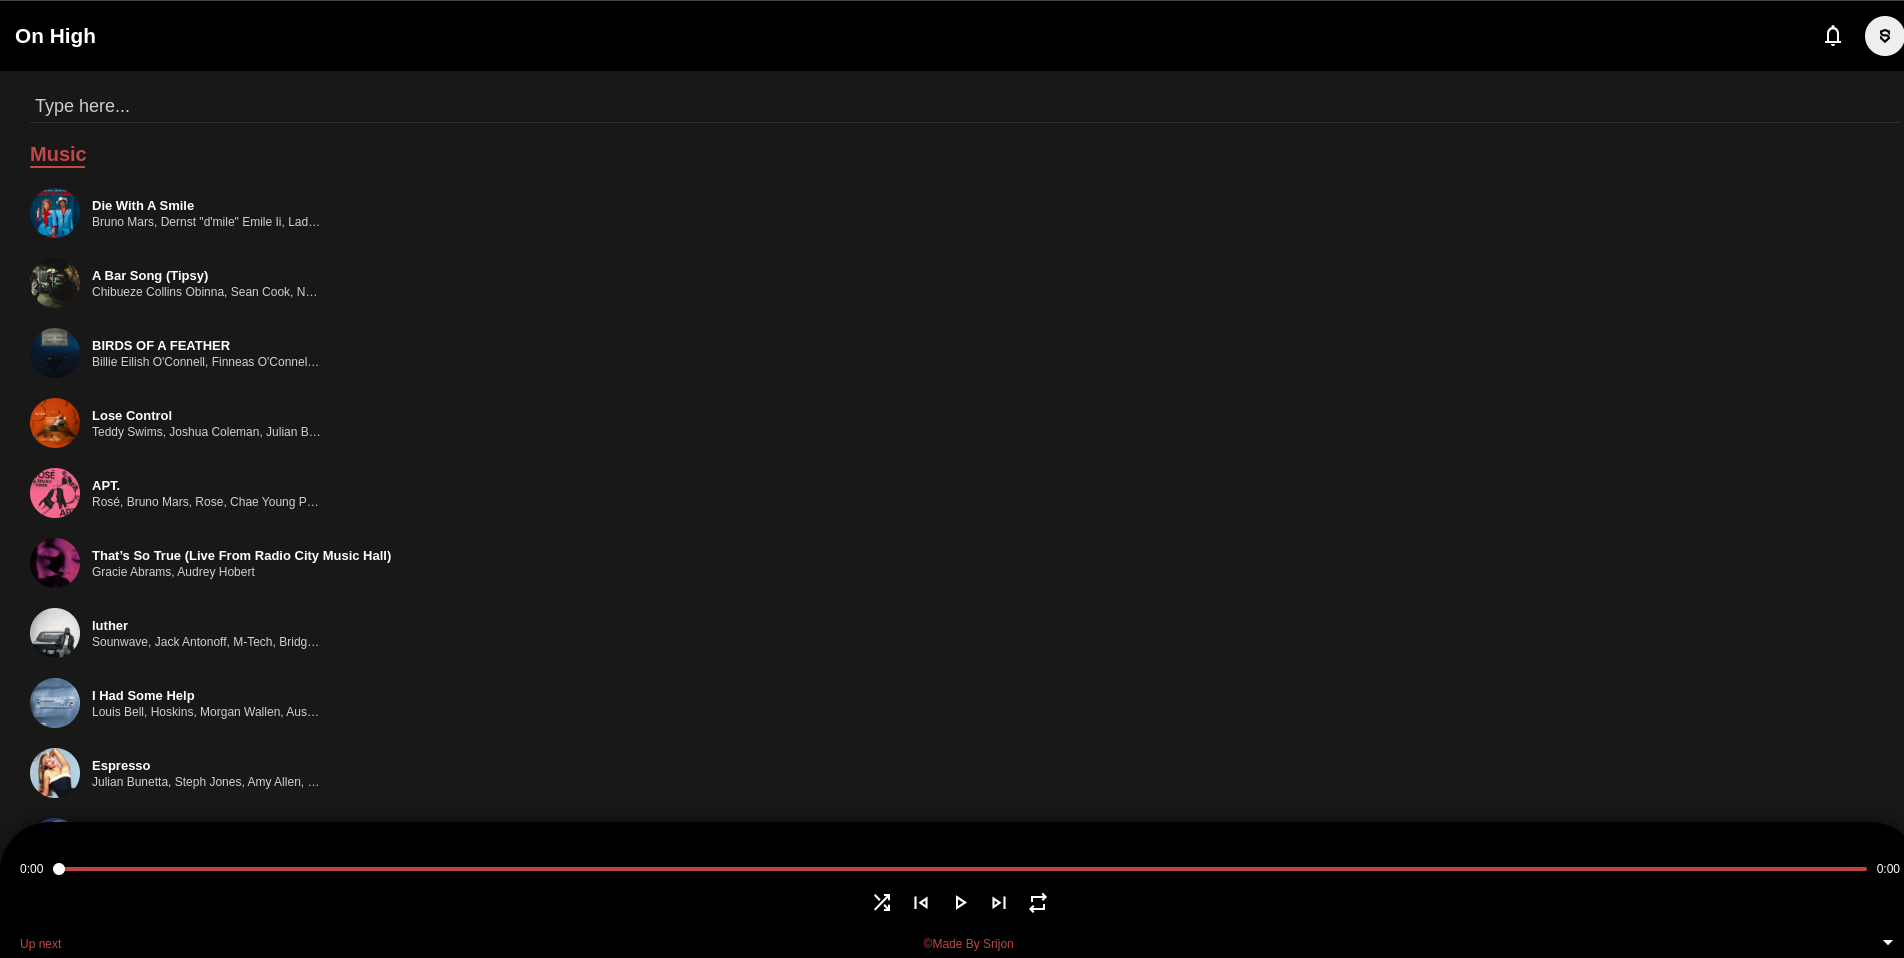 On High
Type here...
Music
Die With A Smile
Bruno Mars, Dernst "d'mile" Emile Ii, Lad…
A Bar Song (Tipsy)
Chibueze Collins Obinna, Sean Cook, N…
BIRDS OF A FEATHER
Billie Eilish O'Connell, Finneas O'Connel…
Lose Control
Teddy Swims, Joshua Coleman, Julian B…
APT.
Rosé, Bruno Mars, Rose, Chae Young P…
That’s So True (Live From Radio City Music Hall)
Gracie Abrams, Audrey Hobert
luther
Sounwave, Jack Antonoff, M-Tech, Bridg…
I Had Some Help
Louis Bell, Hoskins, Morgan Wallen, Aus…
Espresso
Julian Bunetta, Steph Jones, Amy Allen, …
0:00 0:00
Up next ©Made By Srijon